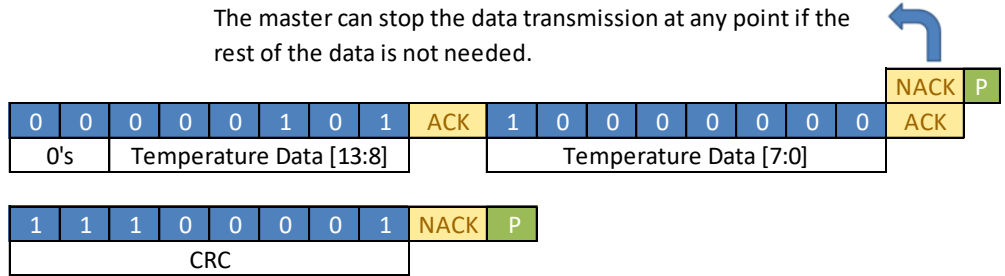 The master can stop the data transmission at any point if the
rest of the data is not needed.
NACK P
0 0 0 0 0 1 0 1 ACK 1 0 0 0 0 0 0 0 ACK
0's Temperature Data [13:8] Temperature Data [7:0]
1 1 1 0 0 0 0 1 NACK P
CRC